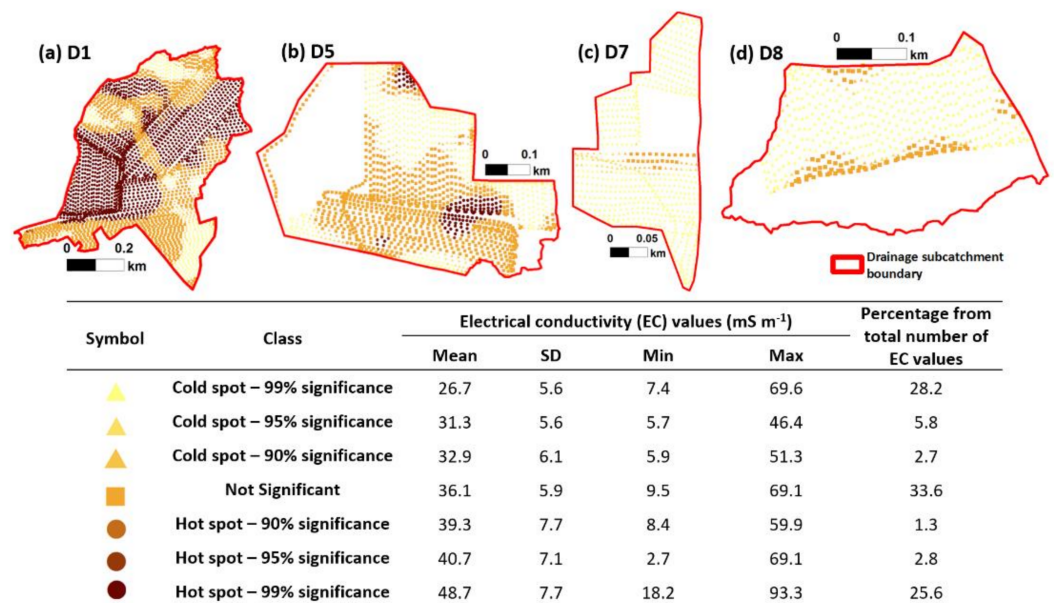 (a) D1
(b) D5
(c) D7
(d) D8
0 0.2
km
0 0.1
km
0 0.05
km
0 0.1
km
Drainage subcatchment
boundary
Symbol Class Electrical conductivity (EC) values (mS m⁻¹) Percentage from
total number of
EC values
Mean SD Min Max
Cold spot – 99% significance 26.7 5.6 7.4 69.6 28.2
Cold spot – 95% significance 31.3 5.6 5.7 46.4 5.8
Cold spot – 90% significance 32.9 6.1 5.9 51.3 2.7
Not Significant 36.1 5.9 9.5 69.1 33.6
Hot spot – 90% significance 39.3 7.7 8.4 59.9 1.3
Hot spot – 95% significance 40.7 7.1 2.7 69.1 2.8
Hot spot – 99% significance 48.7 7.7 18.2 93.3 25.6